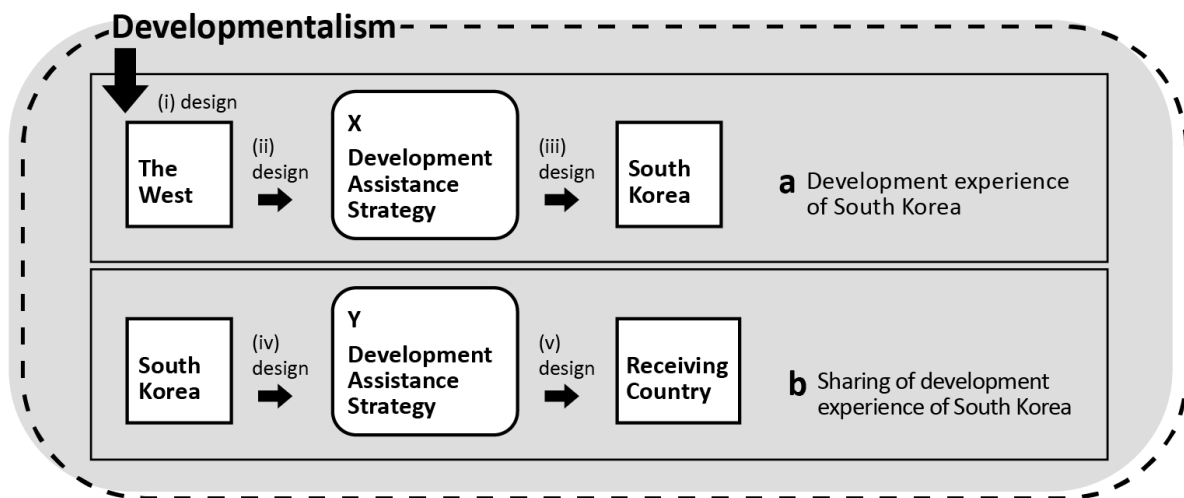 Developmentalism
(i) design
The
West
(ii)
design
X
Development
Assistance
Strategy
(iii)
design
South
Korea
a Development experience
of South Korea
South
Korea
(iv)
design
Y
Development
Assistance
Strategy
(v)
design
Receiving
Country
b Sharing of development
experience of South Korea